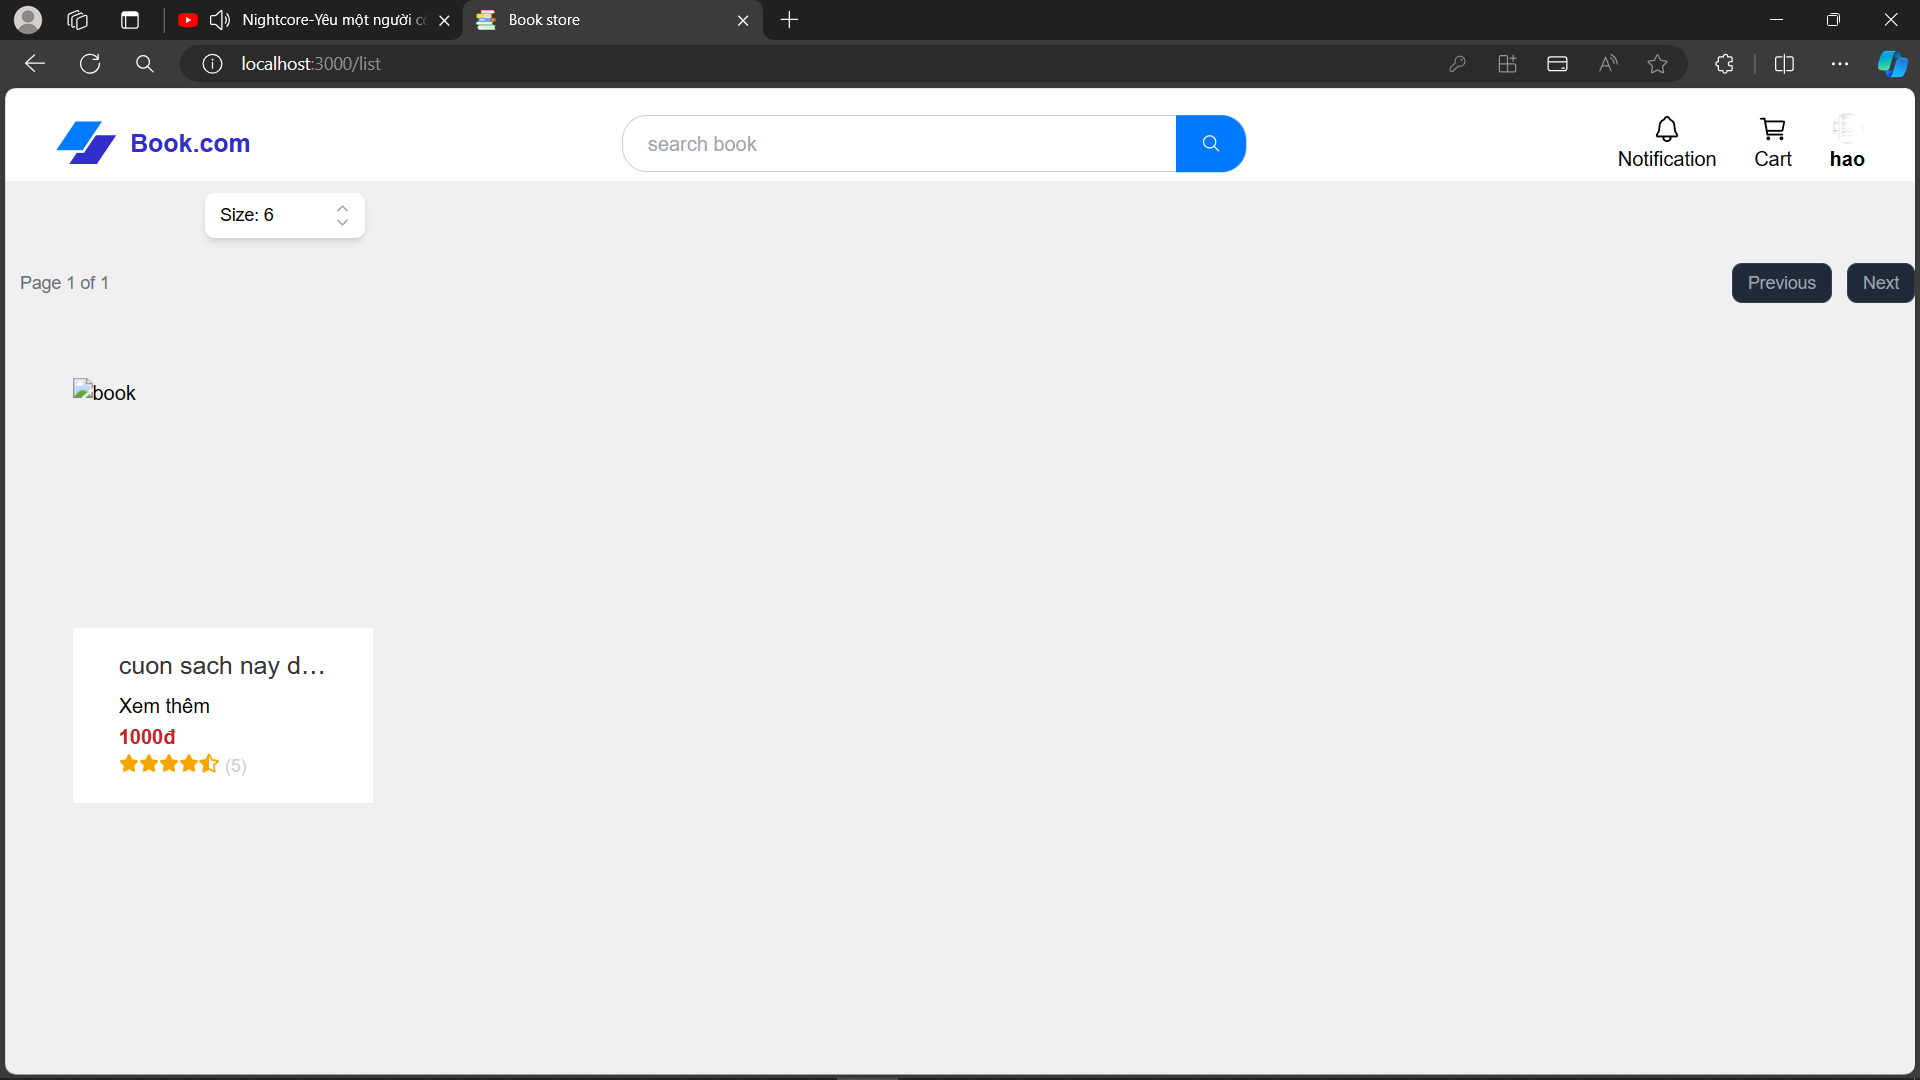 Nightcore-Yêu một người
Book store
localhost:3000/list
Book.com
search book
Notification
Cart
hao
Size: 6
Page 1 of 1
Previous
Next
book
cuon sach nay d...
Xem thêm
1000đ
(5)